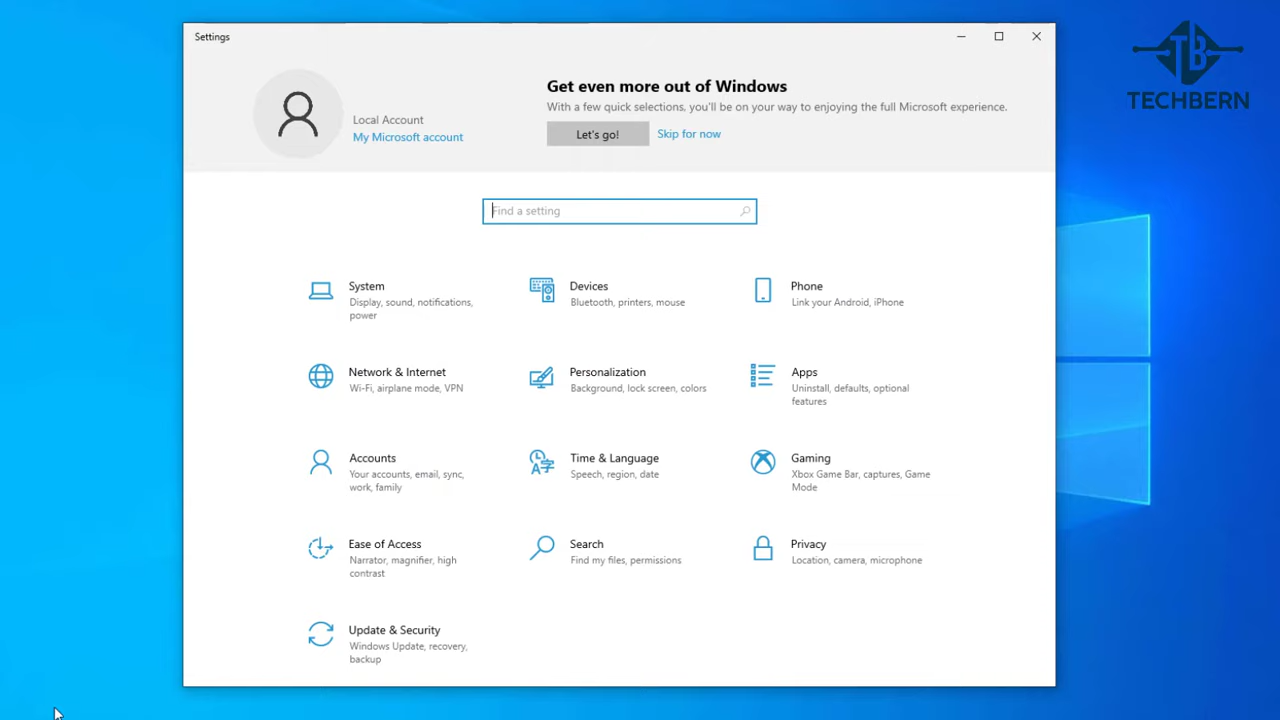 Settings
TB
TECHBERN
Local Account
My Microsoft account
Get even more out of Windows
With a few quick selections, you'll be on your way to enjoying the full Microsoft experience.
Let's go!
Skip for now
Find a setting
System
Display, sound, notifications,
power
Devices
Bluetooth, printers, mouse
Phone
Link your Android, iPhone
Network & Internet
Wi-Fi, airplane mode, VPN
Personalization
Background, lock screen, colors
Apps
Uninstall, defaults, optional
features
Accounts
Your accounts, email, sync,
work, family
Time & Language
Speech, region, date
Gaming
Xbox Game Bar, captures, Game
Mode
Ease of Access
Narrator, magnifier, high
contrast
Search
Find my files, permissions
Privacy
Location, camera, microphone
Update & Security
Windows Update, recovery,
backup